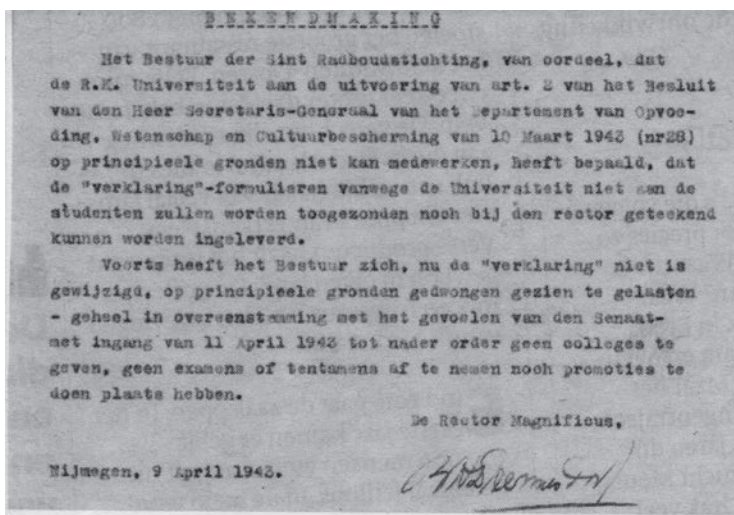 BEKENDMAKING
Het Bestuur der Sint Radboudstichting, van oordeel, dat
de R.K. Universiteit aan de uitvoering van art. 2 van het Besluit
van den Heer Secretaris-Generaal van het Departement van Opvoe-
ding, Wetenschap en Cultuurbescherming van 10 Maart 1943 (nr28)
op principieele gronden niet kan medewerken, heeft bepaald, dat
de "verklaring"-formulieren vanwege de Universiteit niet aan de
studenten zullen worden toegezonden noch bij den rector geteekend
kunnen worden ingeleverd.
Voorts heeft het Bestuur zich, nu de "verklaring" niet is
gewijzigd, op principieele gronden gedwongen gezien te gelasten
- geheel in overeenstemming met het gevoelen van den Senaat-
met ingang van 11 April 1943 tot nader order geen colleges te
geven, geen examens of tentamens af te nemen noch promoties te
doen plaats hebben.
De Rector Magnificus,
Nijmegen, 9 April 1943.